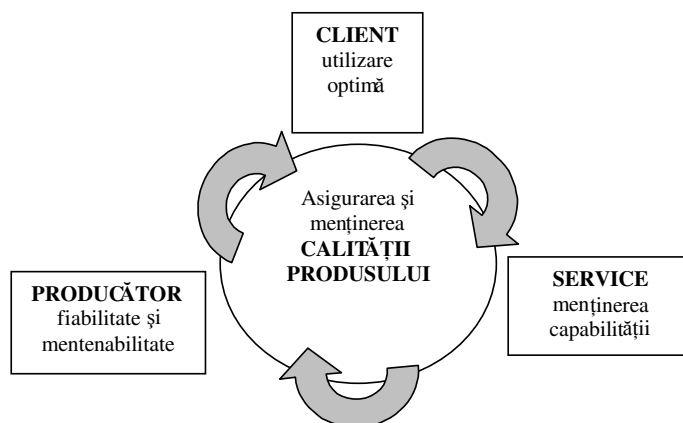 CLIENT
utilizare
optimă
Asigurarea şi
menţinerea
CALITĂŢII
PRODUSULUI
PRODUCĂTOR
fiabilitate şi
mentenabilitate
SERVICE
menţinerea
capabilităţii